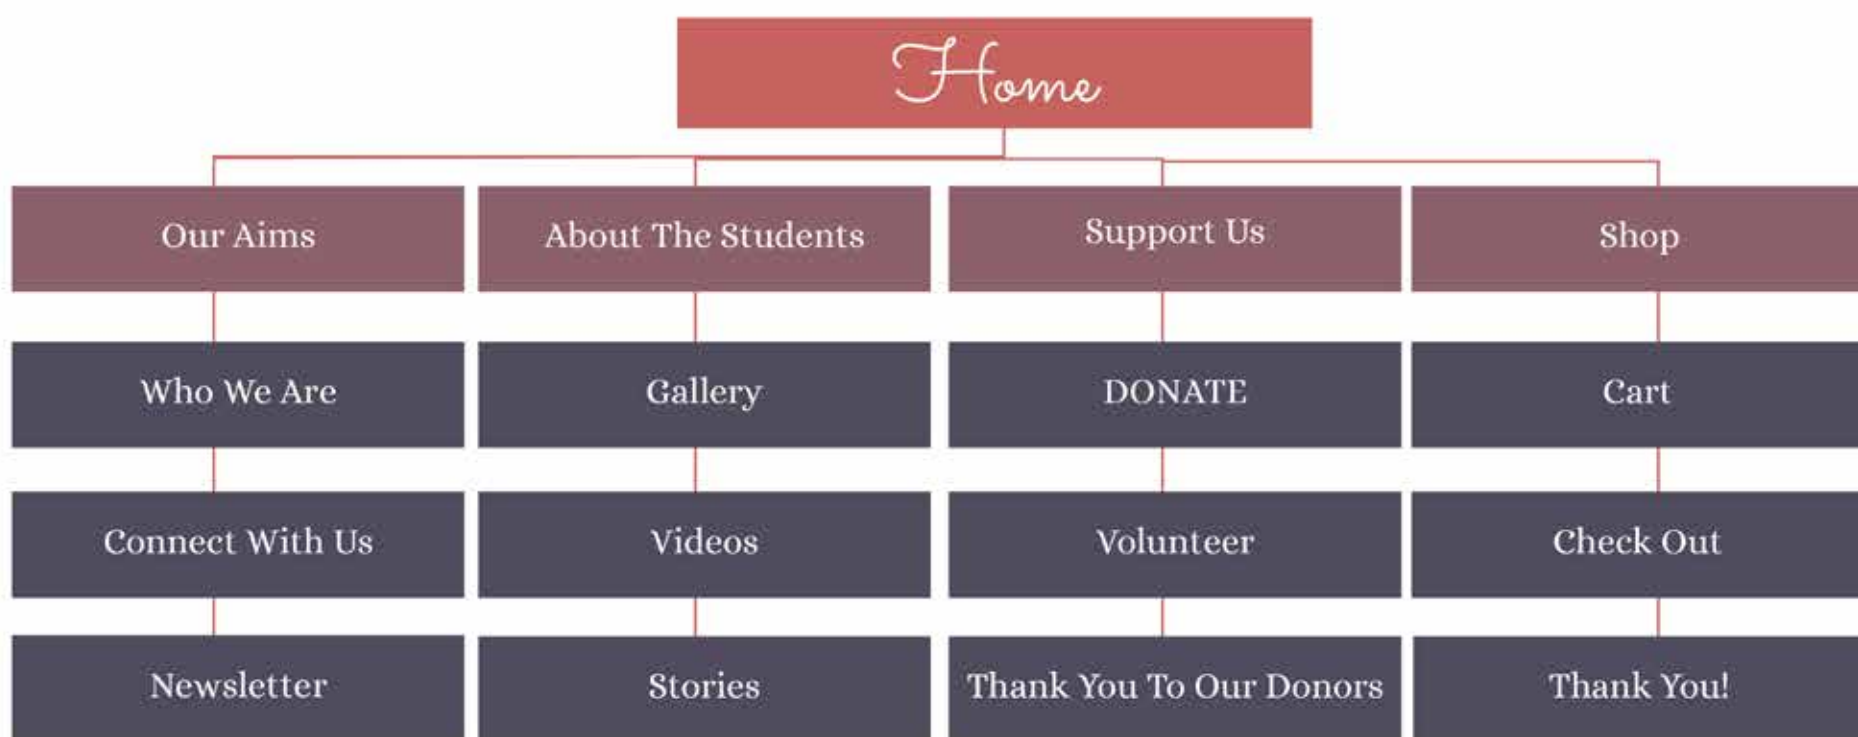 Home
Our Aims
About The Students
Support Us
Shop
Who We Are
Gallery
DONATE
Cart
Connect With Us
Videos
Volunteer
Check Out
Newsletter
Stories
Thank You To Our Donors
Thank You!